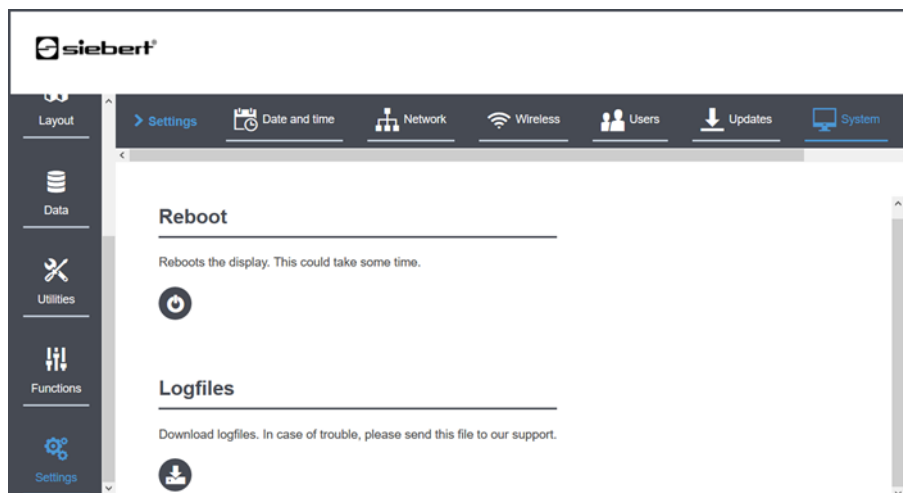 siebert®
Layout
Settings
Date and time
Network
Wireless
Users
Updates
System
Data
Utilities
Functions
Settings
Reboot
Reboots the display. This could take some time.
Logfiles
Download logfiles. In case of trouble, please send this file to our support.